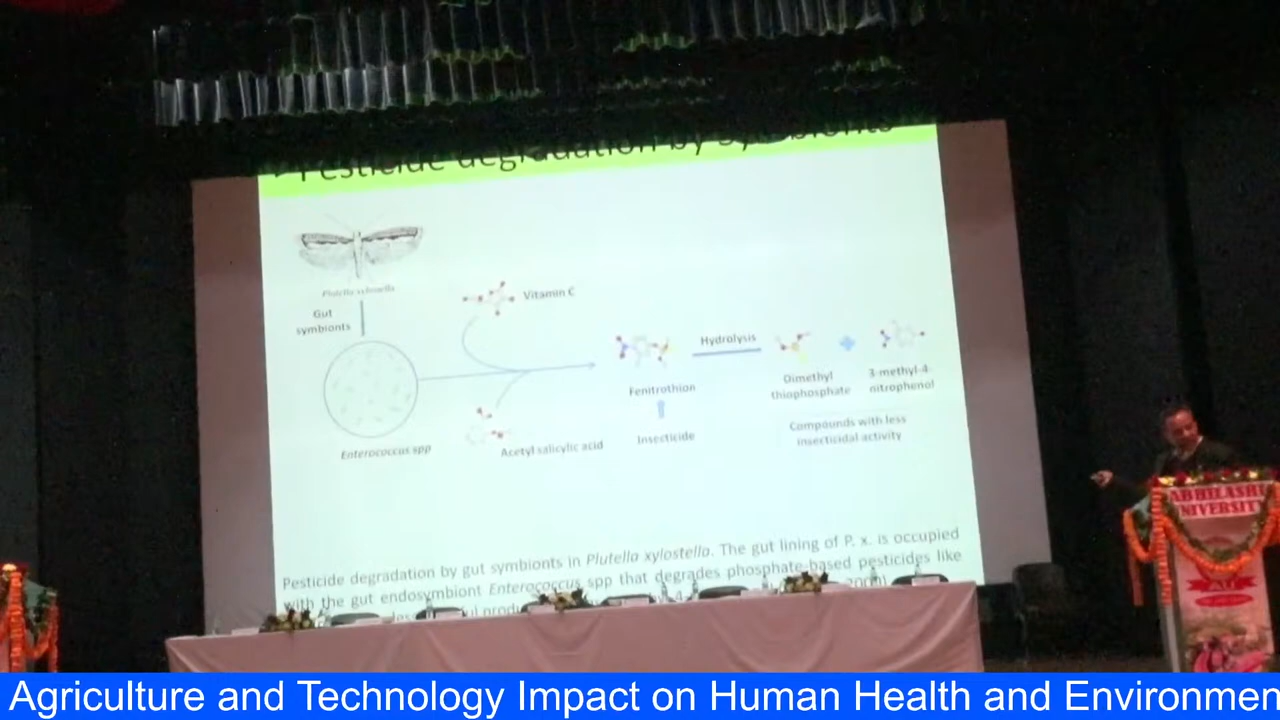 Pesticide degradation by symbionts
Plutella xylostella
Gut
symbionts
Vitamin C
Hydrolysis
Fenitrothion
Dimethyl
thiophosphate
3-methyl-4-
nitrophenol
Enterococcus spp
Acetyl salicylic acid
Insecticide
Compounds with less
insecticidal activity
Pesticide degradation by gut symbionts in Plutella xylostella. The gut lining of P. x. is occupied
with the gut endosymbiont Enterococcus spp that degrades phosphate-based pesticides like
ABHILASHI
UNIVERSITY
Agriculture and Technology Impact on Human Health and Environmen